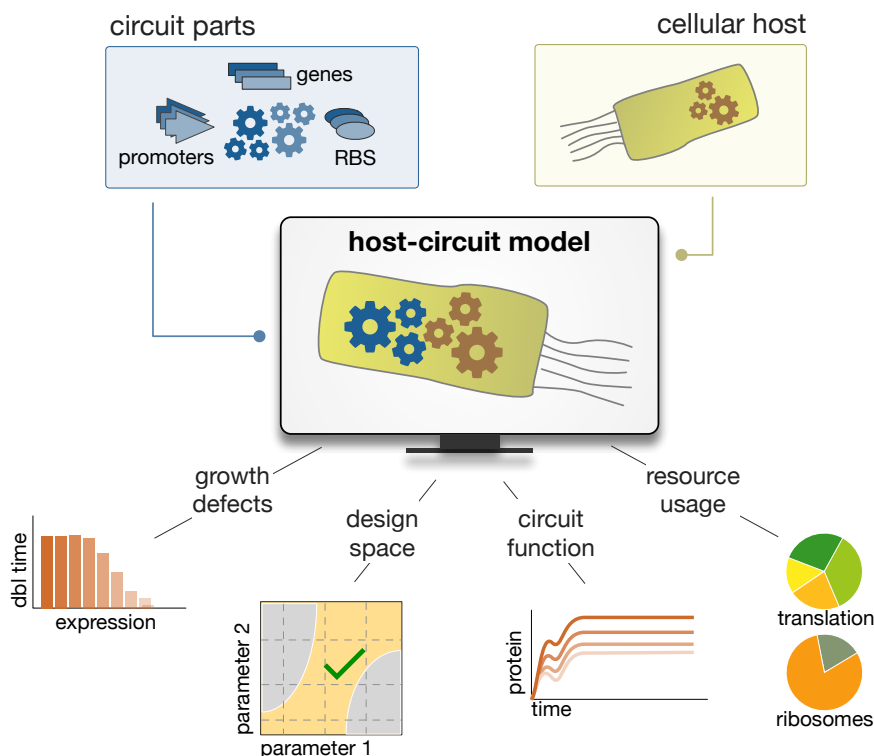 circuit parts
cellular host
genes
promoters
RBS
host-circuit model
growth
defects
design
space
circuit
function
resource
usage
dbl time
expression
parameter 2
parameter 1
protein
time
translation
ribosomes